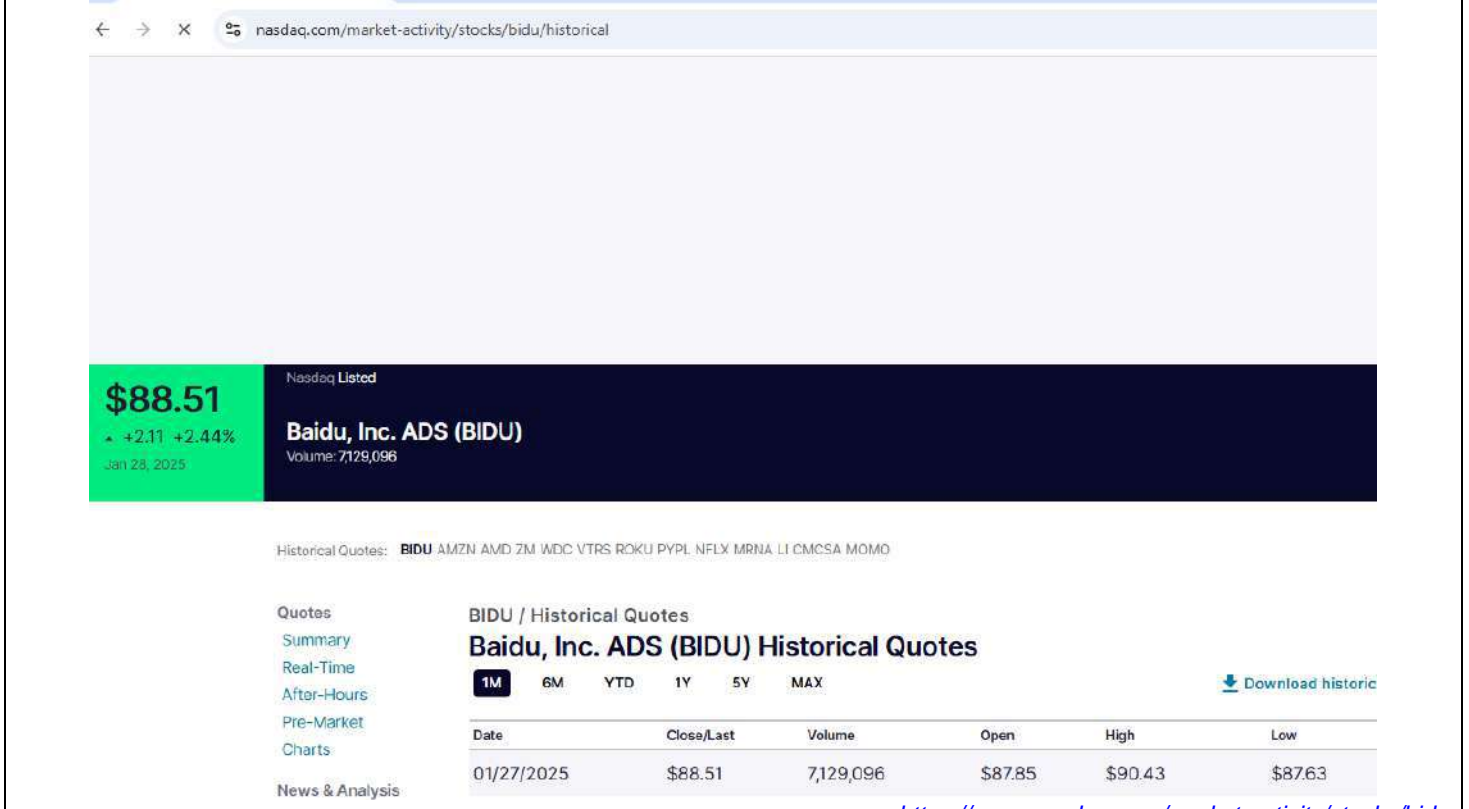 nasdaq.com/market-activity/stocks/bidu/historical
$88.51
+2.11 +2.44%
Jan 28, 2025
Nasdaq Listed
Baidu, Inc. ADS (BIDU)
Volume: 7,129,096
Historical Quotes: BIDU AMZN AMD ZM WDC VTRS ROKU PYPL NFLX MRNA LI CMCSA MOMO
Quotes
Summary
Real-Time
After-Hours
Pre-Market
Charts
News & Analysis
BIDU / Historical Quotes
Baidu, Inc. ADS (BIDU) Historical Quotes
1M 6M YTD 1Y 5Y MAX
Download historic
Date Close/Last Volume Open High Low
01/27/2025 $88.51 7,129,096 $87.85 $90.43 $87.63